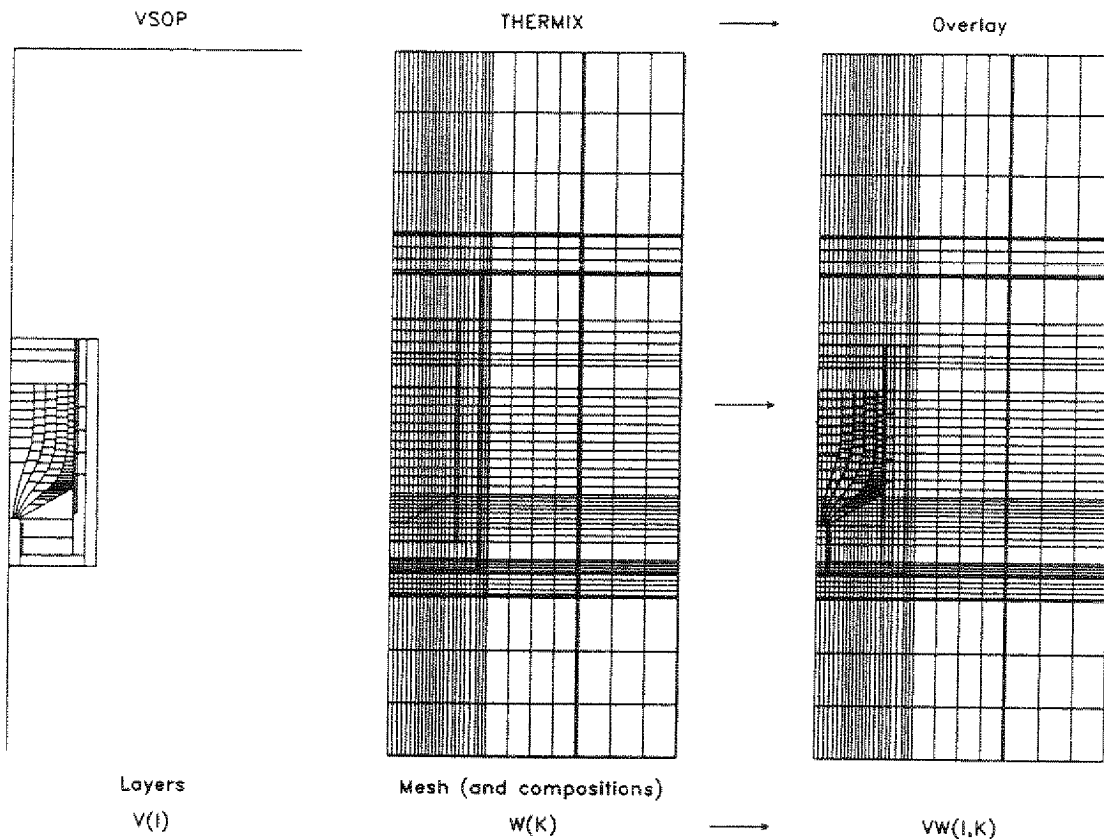 VSOP
THERMIX
Overlay
Layers
Mesh (and compositions)
V(I)
W(K)
VW(I,K)